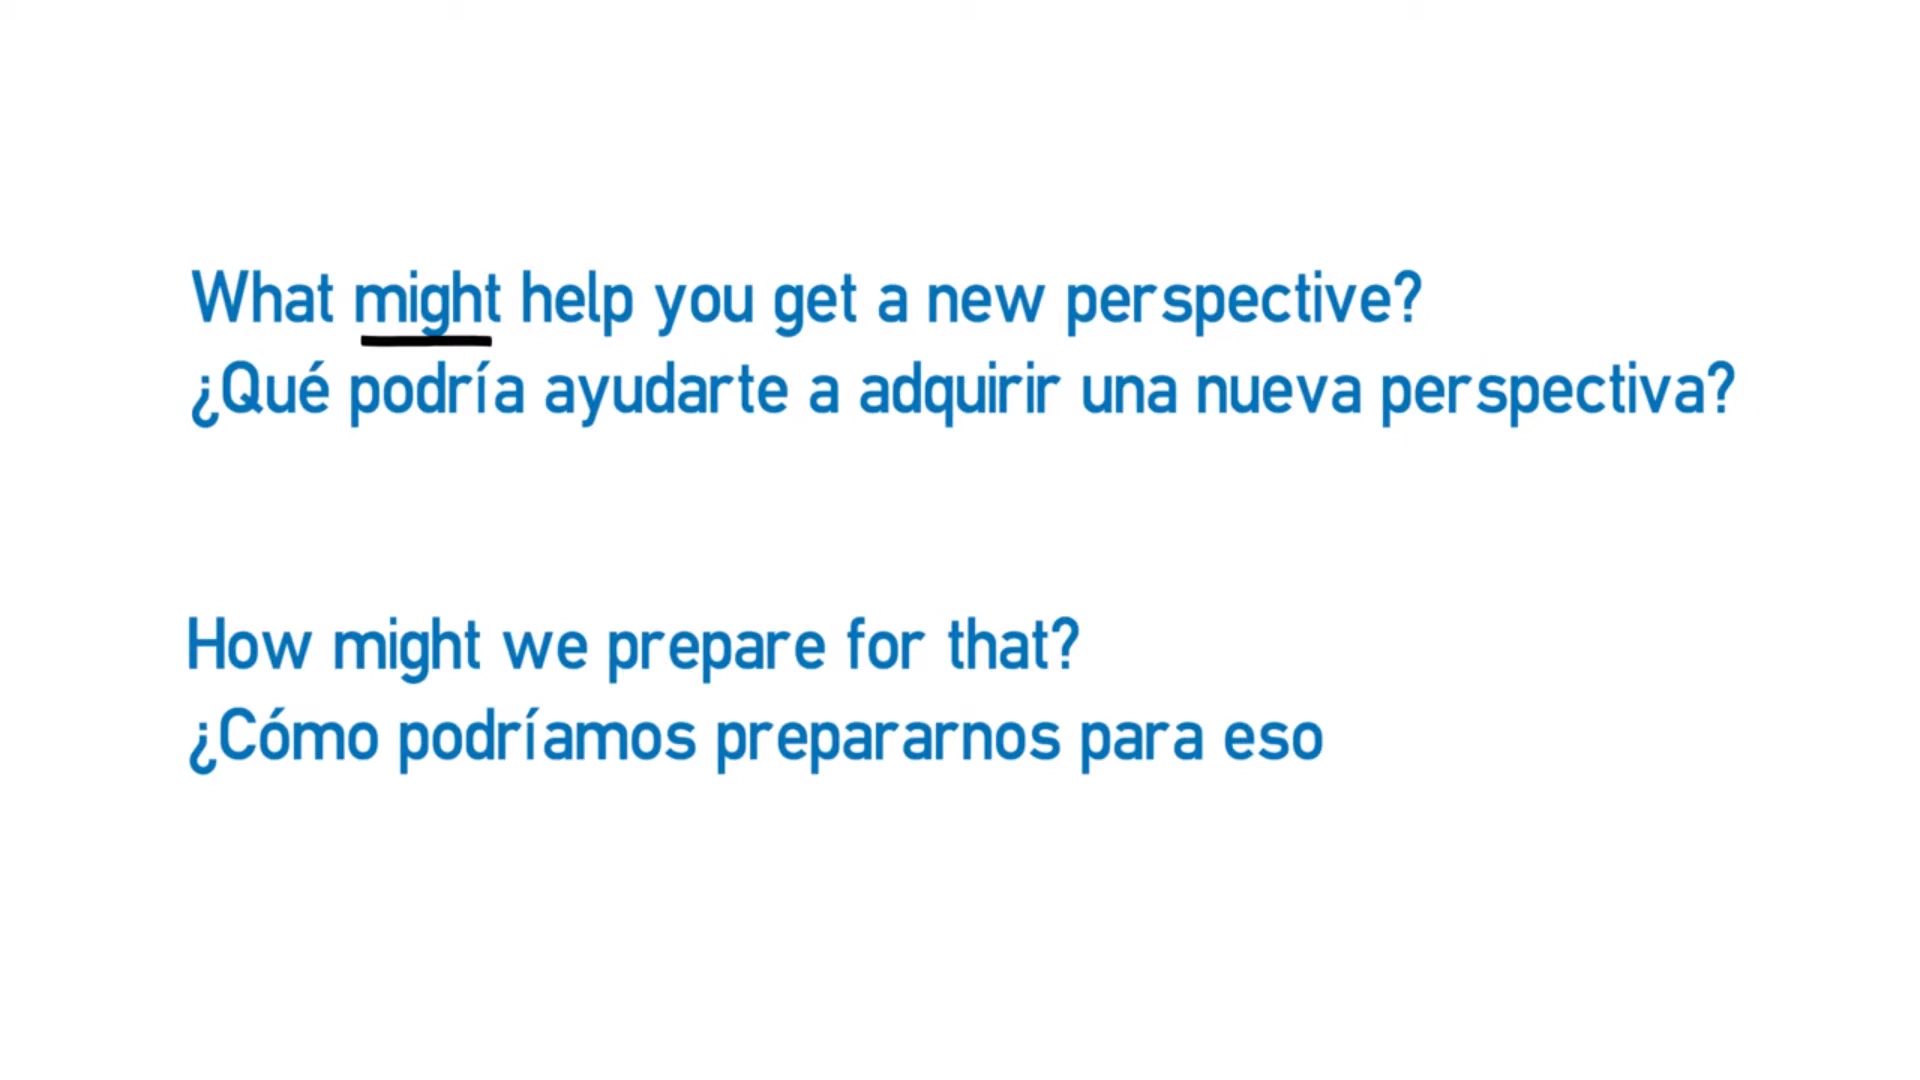 What might help you get a new perspective?
¿Qué podría ayudarte a adquirir una nueva perspectiva?
How might we prepare for that?
¿Cómo podríamos prepararnos para eso